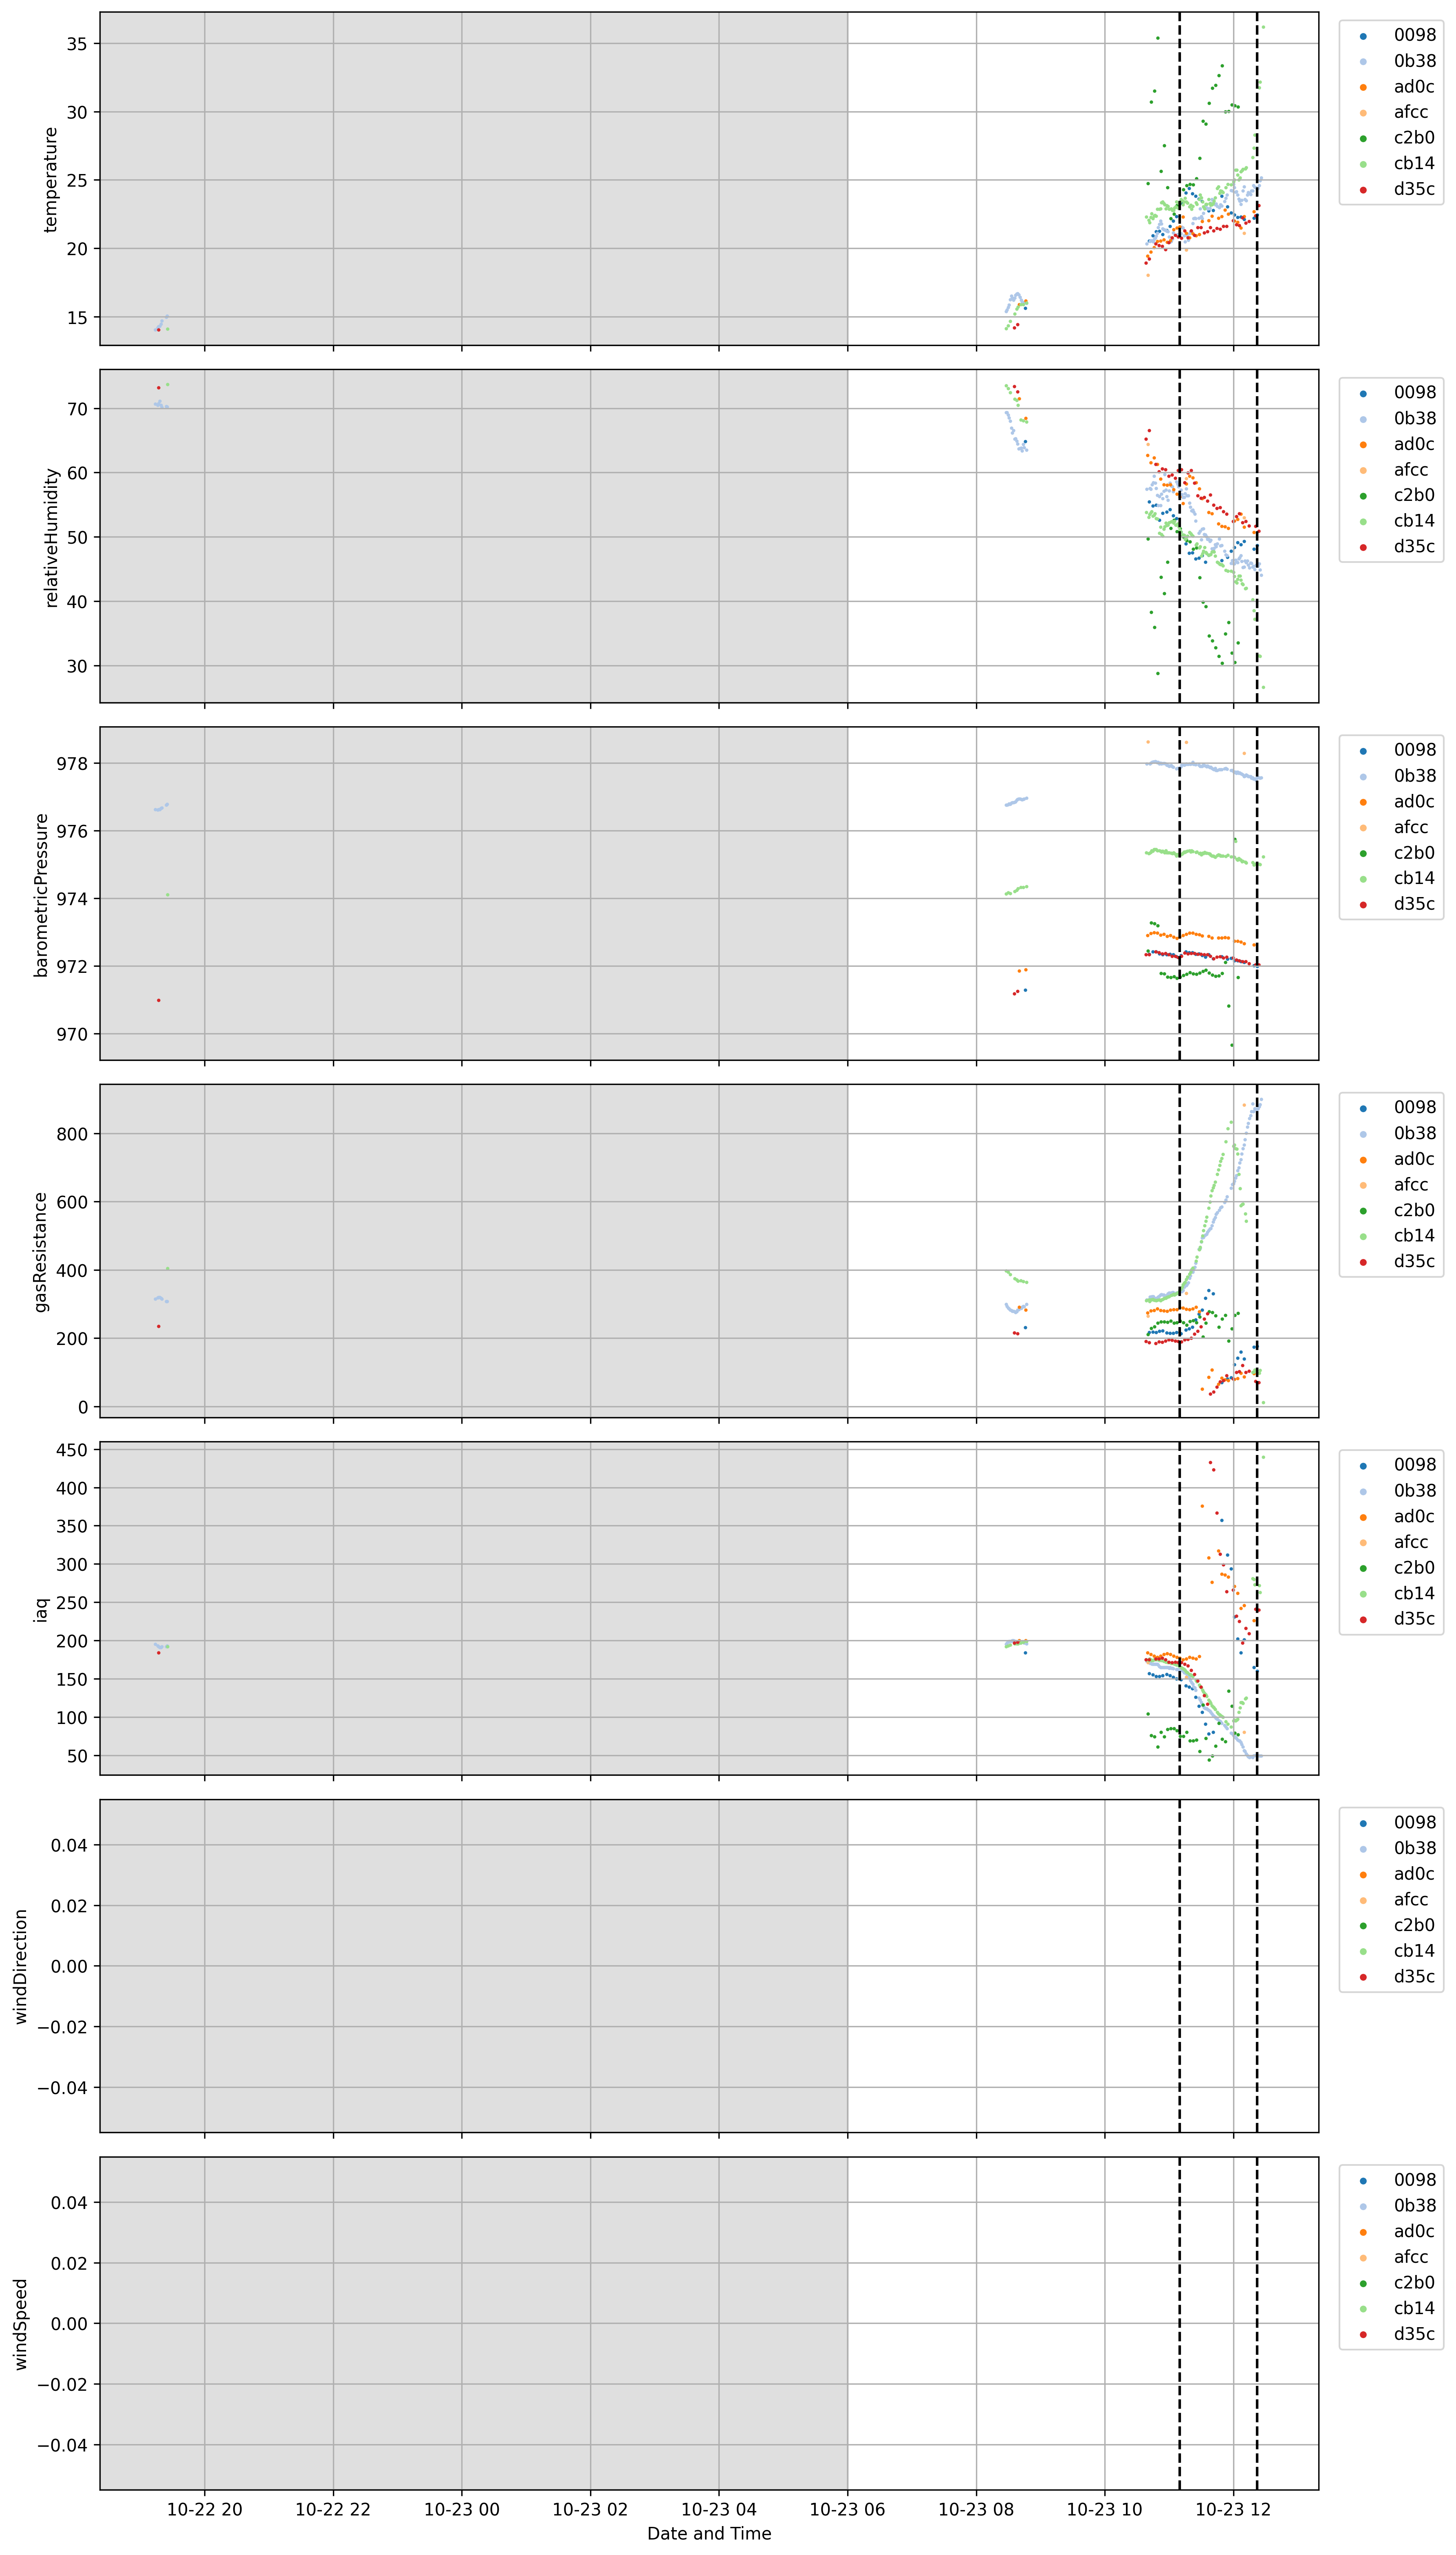 temperature
35
30
25
20
15
0098
0b38
ad0c
afcc
c2b0
cb14
d35c
relativeHumidity
70
60
50
40
30
0098
0b38
ad0c
afcc
c2b0
cb14
d35c
barometricPressure
978
976
974
972
970
0098
0b38
ad0c
afcc
c2b0
cb14
d35c
gasResistance
800
600
400
200
0
0098
0b38
ad0c
afcc
c2b0
cb14
d35c
iaq
450
400
350
300
250
200
150
100
50
0098
0b38
ad0c
afcc
c2b0
cb14
d35c
windDirection
0.04
0.02
0.00
−0.02
−0.04
0098
0b38
ad0c
afcc
c2b0
cb14
d35c
windSpeed
0.04
0.02
0.00
−0.02
−0.04
0098
0b38
ad0c
afcc
c2b0
cb14
d35c
10-22 20 10-22 22 10-23 00 10-23 02 10-23 04 10-23 06 10-23 08 10-23 10 10-23 12
Date and Time